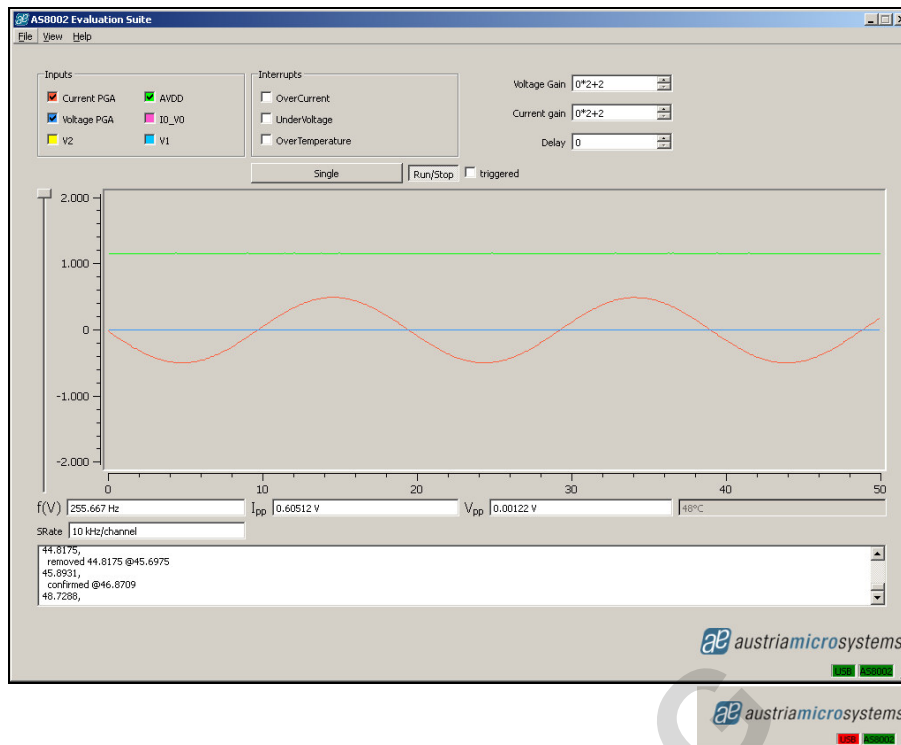 AS8002 Evaluation Suite
File View Help
Inputs
Current PGA
AVDD
Voltage PGA
IO_V0
V2
V1
Interrupts
OverCurrent
UnderVoltage
OverTemperature
Voltage Gain 0*2+2
Current gain 0*2+2
Delay 0
Single Run/Stop triggered
2.000
1.000
0
-1.000
-2.000
0 10 20 30 40 50
f(V) 255.667 Hz Ipp 0.60512 V Vpp 0.00122 V 48°C
SRate 10 kHz/channel
44.8175,
removed 44.8175 @45.6975
45.8931,
confirmed @46.8709
48.7288,
austriamicrosystems
USB AS8002
austriamicrosystems
USB AS8002